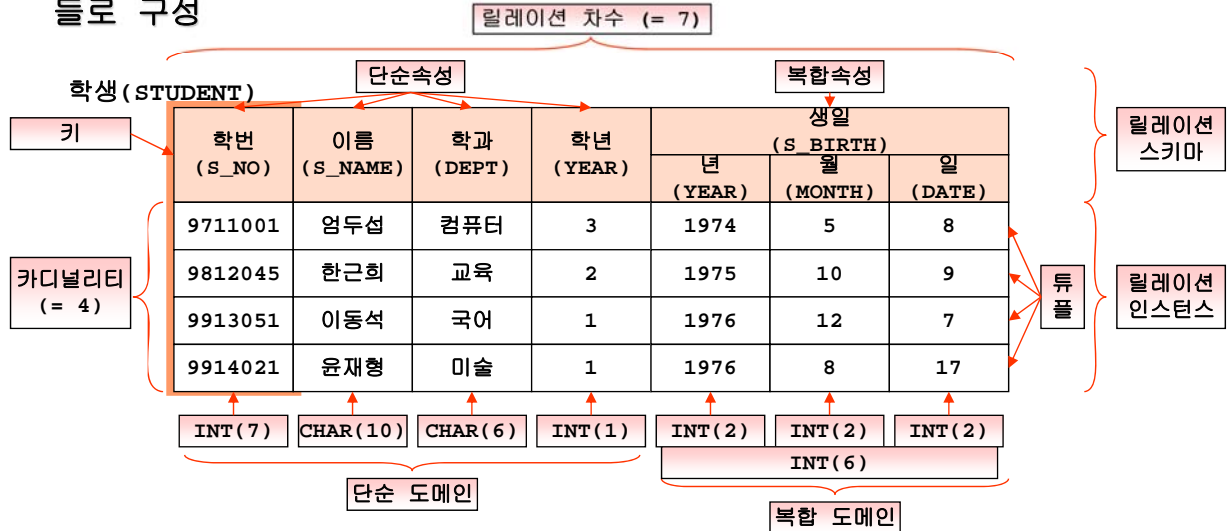 들로 구성
릴레이션 차수 (= 7)
단순속성
복합속성
학생(STUDENT)
키
학번
(S_NO)
이름
(S_NAME)
학과
(DEPT)
학년
(YEAR)
생일
(S_BIRTH)
년
(YEAR)
월
(MONTH)
일
(DATE)
릴레이션
스키마
9711001 엄두섭 컴퓨터 3 1974 5 8
9812045 한근희 교육 2 1975 10 9
9913051 이동석 국어 1 1976 12 7
9914021 윤재형 미술 1 1976 8 17
카디널리티
(= 4)
튜
플
릴레이션
인스턴스
INT(7) CHAR(10) CHAR(6) INT(1) INT(2) INT(2) INT(2)
INT(6)
단순 도메인
복합 도메인